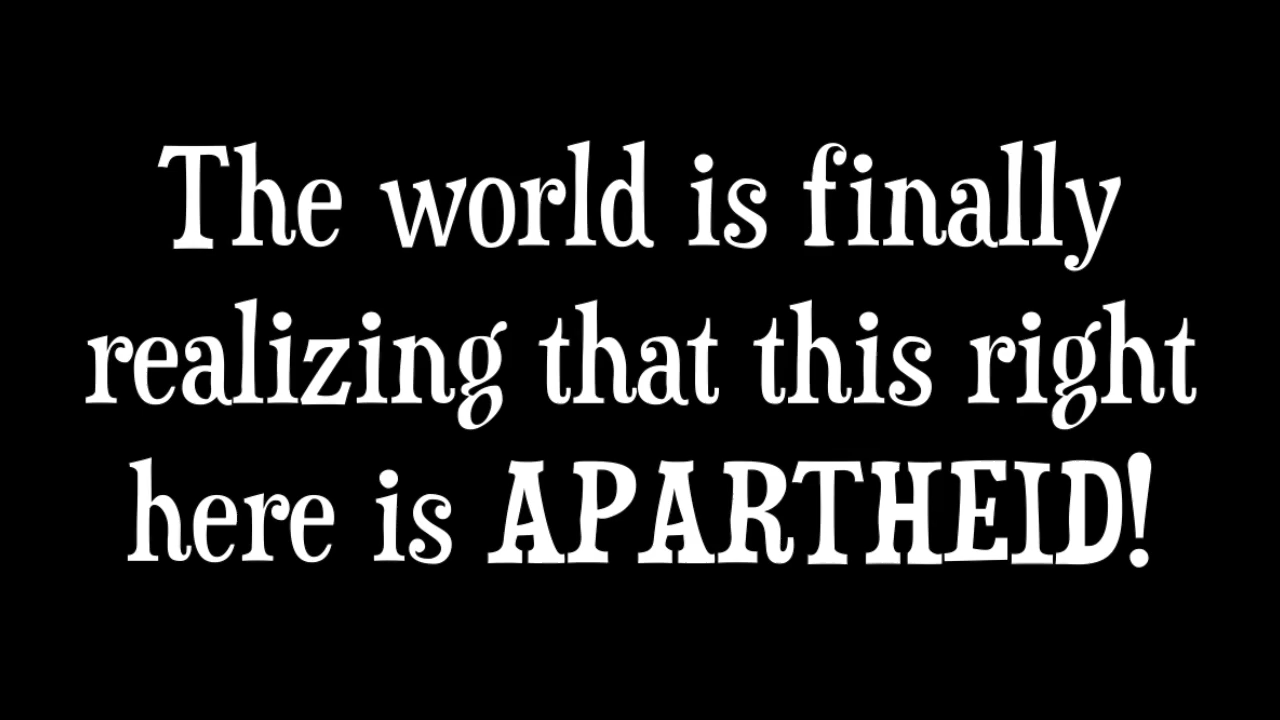 The world is finally
realizing that this right
here is APARTHEID!